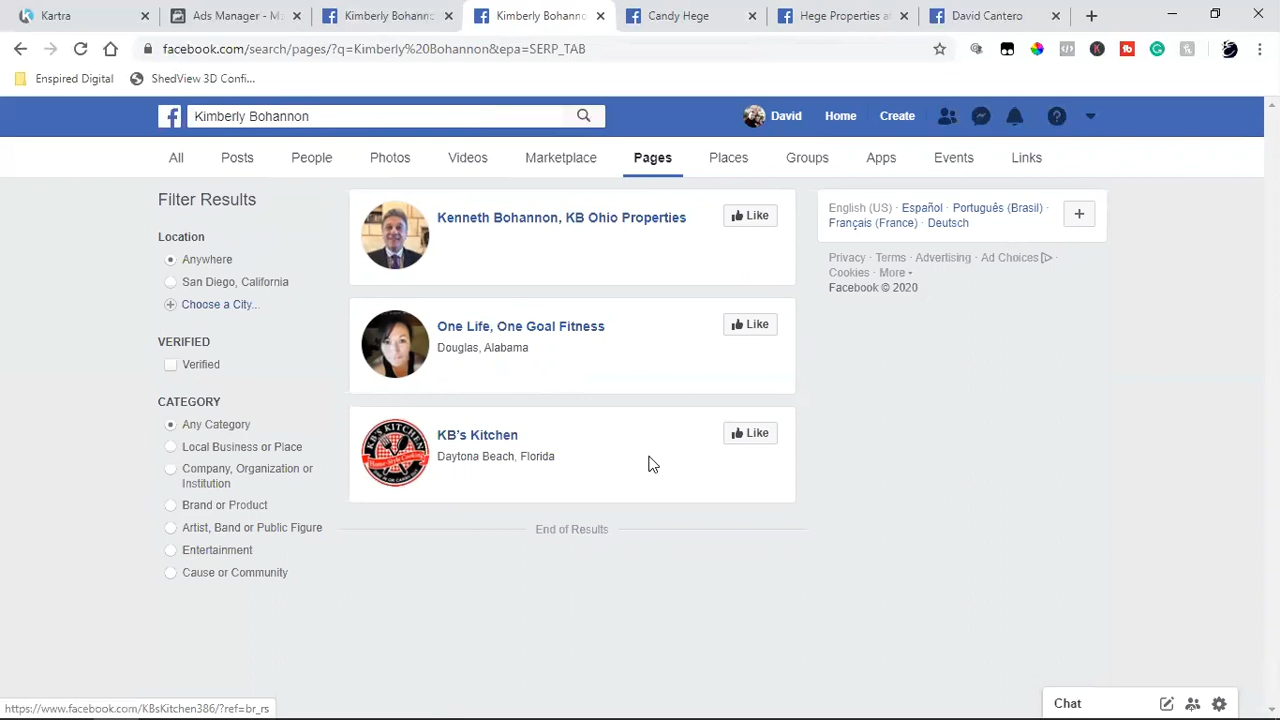 Kartra
Ads Manager - M
Kimberly Bohann
Kimberly Bohann
Candy Hege
Hege Properties a
David Cantero
facebook.com/search/pages/?q=Kimberly%20Bohannon&epa=SERP_TAB
Enspired Digital
ShedView 3D Confi...
Kimberly Bohannon
David
Home
Create
All
Posts
People
Photos
Videos
Marketplace
Pages
Places
Groups
Apps
Events
Links
Filter Results
Location
Anywhere
San Diego, California
Choose a City...
VERIFIED
Verified
CATEGORY
Any Category
Local Business or Place
Company, Organization or
Institution
Brand or Product
Artist, Band or Public Figure
Entertainment
Cause or Community
Kenneth Bohannon, KB Ohio Properties
Like
One Life, One Goal Fitness
Douglas, Alabama
Like
KB'S KITCHEN
KB's Kitchen
Daytona Beach, Florida
Like
End of Results
English (US) · Español · Português (Brasil) ·
Français (France) · Deutsch
Privacy · Terms · Advertising · Ad Choices ·
Cookies · More
Facebook © 2020
Chat
https://www.facebook.com/KBsKitchen386/?ref=br_rs